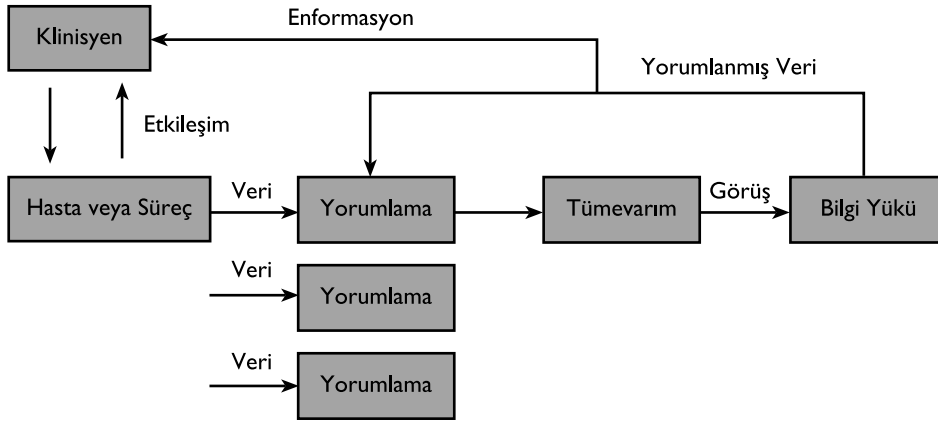 Enformasyon
Klinisyen
Yorumlanmış Veri
Etkileşim
Hasta veya Süreç
Veri
Yorumlama
Tümevarım
Görüş
Bilgi Yükü
Veri
Yorumlama
Veri
Yorumlama